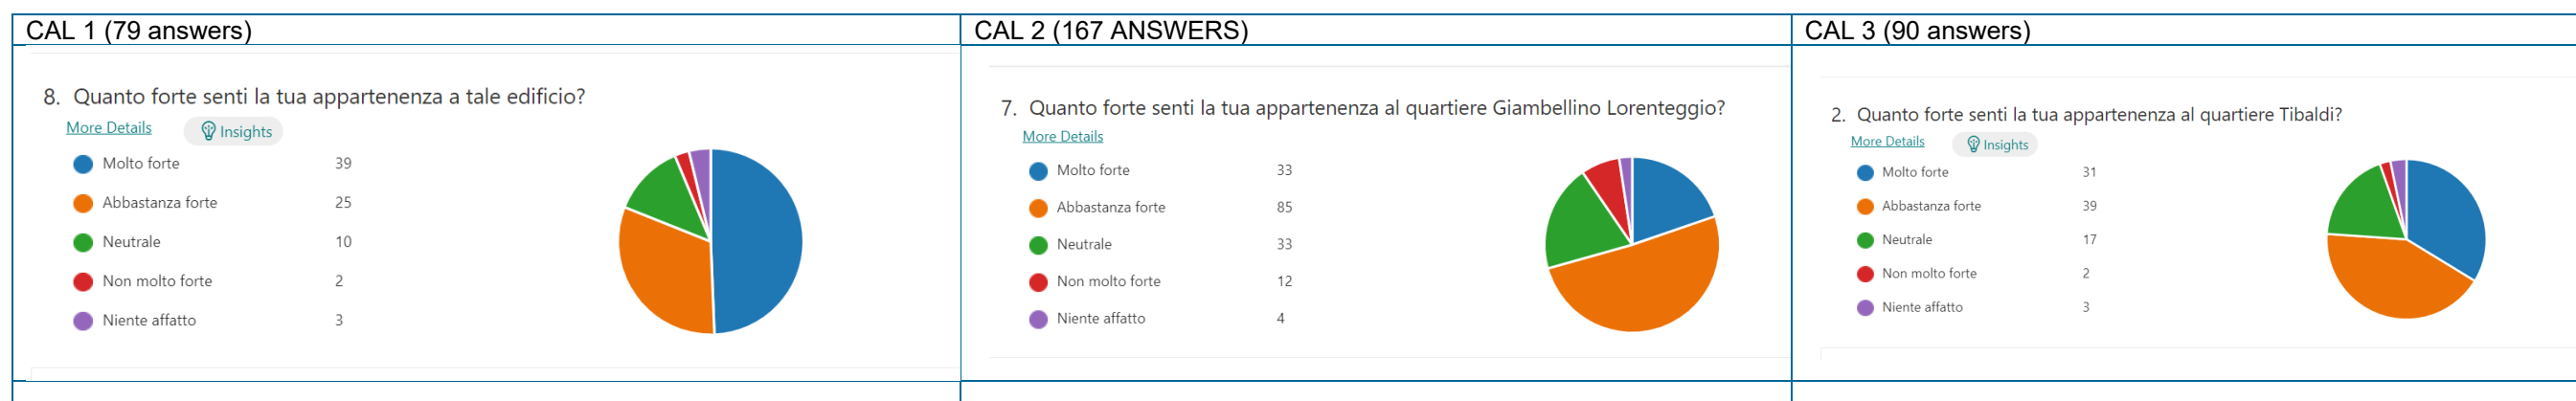 CAL 1 (79 answers)
8. Quanto forte senti la tua appartenenza a tale edificio?
More Details
Insights
Molto forte 39
Abbastanza forte 25
Neutrale 10
Non molto forte 2
Niente affatto 3
CAL 2 (167 ANSWERS)
7. Quanto forte senti la tua appartenenza al quartiere Giambellino Lorenteggio?
More Details
Molto forte 33
Abbastanza forte 85
Neutrale 33
Non molto forte 12
Niente affatto 4
CAL 3 (90 answers)
2. Quanto forte senti la tua appartenenza al quartiere Tibaldi?
More Details
Insights
Molto forte 31
Abbastanza forte 39
Neutrale 17
Non molto forte 2
Niente affatto 3